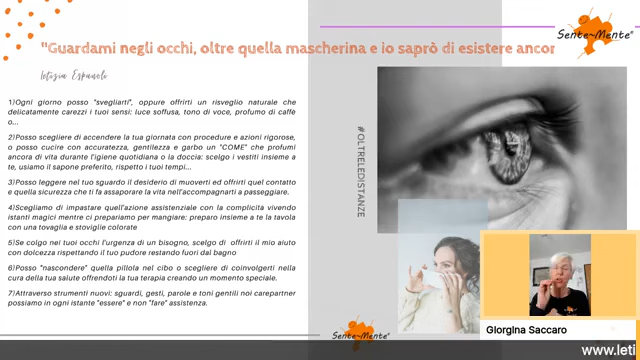 Sente~Mente®
"Guardami negli occhi, oltre quella mascherina e io saprò di esistere ancor
Letizia Espanoli
1)Ogni giorno posso "svegliarti", oppure offrirti un risveglio naturale che
delicatamente carezzi i tuoi sensi: luce soffusa, tono di voce, profumo di caffè
o...
2)Posso scegliere di accendere la tua giornata con procedure e azioni rigorose,
o posso cucire con accuratezza, gentilezza e garbo un "COME" che profumi
ancora di vita durante l'igiene quotidiana o la doccia: scelgo i vestiti insieme a
te, usiamo il sapone preferito, rispetto i tuoi tempi...
3)Posso leggere nel tuo sguardo il desiderio di muoverti ed offrirti quel contatto
e quella sicurezza che ti fa assaporare la vita nell'accompagnarti a passeggiare.
4)Scegliamo di impastare quell'azione assistenziale con la complicità vivendo
istanti magici mentre ci prepariamo per mangiare: preparo insieme a te la tavola
con una tovaglia e stoviglie colorate
5)Se colgo nei tuoi occhi l'urgenza di un bisogno, scelgo di offrirti il mio aiuto
con dolcezza rispettando il tuo pudore restando fuori dal bagno
6)Posso "nascondere" quella pillola nel cibo o scegliere di coinvolgerti nella
cura della tua salute offrendoti la tua terapia creando un momento speciale.
7)Attraverso strumenti nuovi: sguardi, gesti, parole e toni gentili noi carepartner
possiamo in ogni istante "essere" e non "fare" assistenza.
#OLTRELEDISTANZE
Sente~Mente®
Giorgina Saccaro
www.leti